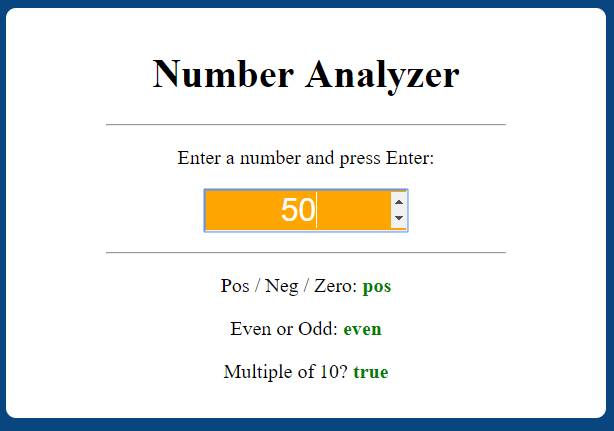 Number Analyzer
Enter a number and press Enter:
50
Pos / Neg / Zero: pos
Even or Odd: even
Multiple of 10? true